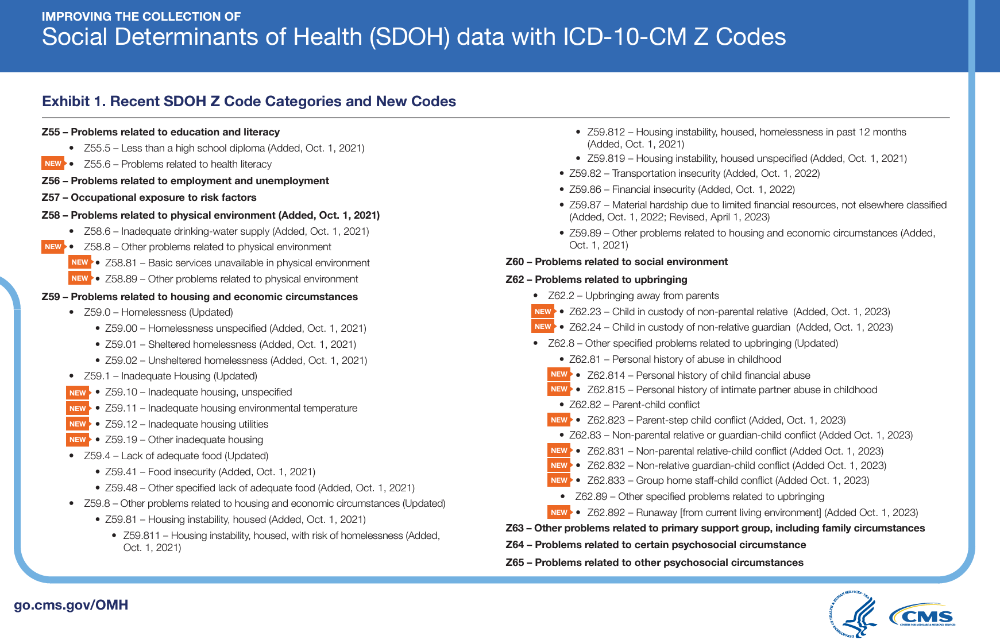 IMPROVING THE COLLECTION OF
Social Determinants of Health (SDOH) data with ICD-10-CM Z Codes
Exhibit 1. Recent SDOH Z Code Categories and New Codes
Z55 – Problems related to education and literacy
• Z55.5 – Less than a high school diploma (Added, Oct. 1, 2021)
NEW • Z55.6 – Problems related to health literacy
Z56 – Problems related to employment and unemployment
Z57 – Occupational exposure to risk factors
Z58 – Problems related to physical environment (Added, Oct. 1, 2021)
• Z58.6 – Inadequate drinking-water supply (Added, Oct. 1, 2021)
NEW • Z58.8 – Other problems related to physical environment
NEW • Z58.81 – Basic services unavailable in physical environment
NEW • Z58.89 – Other problems related to physical environment
Z59 – Problems related to housing and economic circumstances
• Z59.0 – Homelessness (Updated)
• Z59.00 – Homelessness unspecified (Added, Oct. 1, 2021)
• Z59.01 – Sheltered homelessness (Added, Oct. 1, 2021)
• Z59.02 – Unsheltered homelessness (Added, Oct. 1, 2021)
• Z59.1 – Inadequate Housing (Updated)
NEW • Z59.10 – Inadequate housing, unspecified
NEW • Z59.11 – Inadequate housing environmental temperature
NEW • Z59.12 – Inadequate housing utilities
NEW • Z59.19 – Other inadequate housing
• Z59.4 – Lack of adequate food (Updated)
• Z59.41 – Food insecurity (Added, Oct. 1, 2021)
• Z59.48 – Other specified lack of adequate food (Added, Oct. 1, 2021)
• Z59.8 – Other problems related to housing and economic circumstances (Updated)
• Z59.81 – Housing instability, housed (Added, Oct. 1, 2021)
• Z59.811 – Housing instability, housed, with risk of homelessness (Added,
Oct. 1, 2021)
• Z59.812 – Housing instability, housed, homelessness in past 12 months
(Added, Oct. 1, 2021)
• Z59.819 – Housing instability, housed unspecified (Added, Oct. 1, 2021)
• Z59.82 – Transportation insecurity (Added, Oct. 1, 2022)
• Z59.86 – Financial insecurity (Added, Oct. 1, 2022)
• Z59.87 – Material hardship due to limited financial resources, not elsewhere classified
(Added, Oct. 1, 2022; Revised, April 1, 2023)
• Z59.89 – Other problems related to housing and economic circumstances (Added,
Oct. 1, 2021)
Z60 – Problems related to social environment
Z62 – Problems related to upbringing
• Z62.2 – Upbringing away from parents
NEW • Z62.23 – Child in custody of non-parental relative (Added, Oct. 1, 2023)
NEW • Z62.24 – Child in custody of non-relative guardian (Added, Oct. 1, 2023)
• Z62.8 – Other specified problems related to upbringing (Updated)
• Z62.81 – Personal history of abuse in childhood
NEW • Z62.814 – Personal history of child financial abuse
NEW • Z62.815 – Personal history of intimate partner abuse in childhood
• Z62.82 – Parent-child conflict
NEW • Z62.823 – Parent-step child conflict (Added, Oct. 1, 2023)
• Z62.83 – Non-parental relative or guardian-child conflict (Added Oct. 1, 2023)
NEW • Z62.831 – Non-parental relative-child conflict (Added Oct. 1, 2023)
NEW • Z62.832 – Non-relative guardian-child conflict (Added Oct. 1, 2023)
NEW • Z62.833 – Group home staff-child conflict (Added Oct. 1, 2023)
• Z62.89 – Other specified problems related to upbringing
NEW • Z62.892 – Runaway [from current living environment] (Added Oct. 1, 2023)
Z63 – Other problems related to primary support group, including family circumstances
Z64 – Problems related to certain psychosocial circumstance
Z65 – Problems related to other psychosocial circumstances
go.cms.gov/OMH
DEPARTMENT OF HEALTH & HUMAN SERVICES · USA
CMS
CENTERS FOR MEDICARE & MEDICAID SERVICES